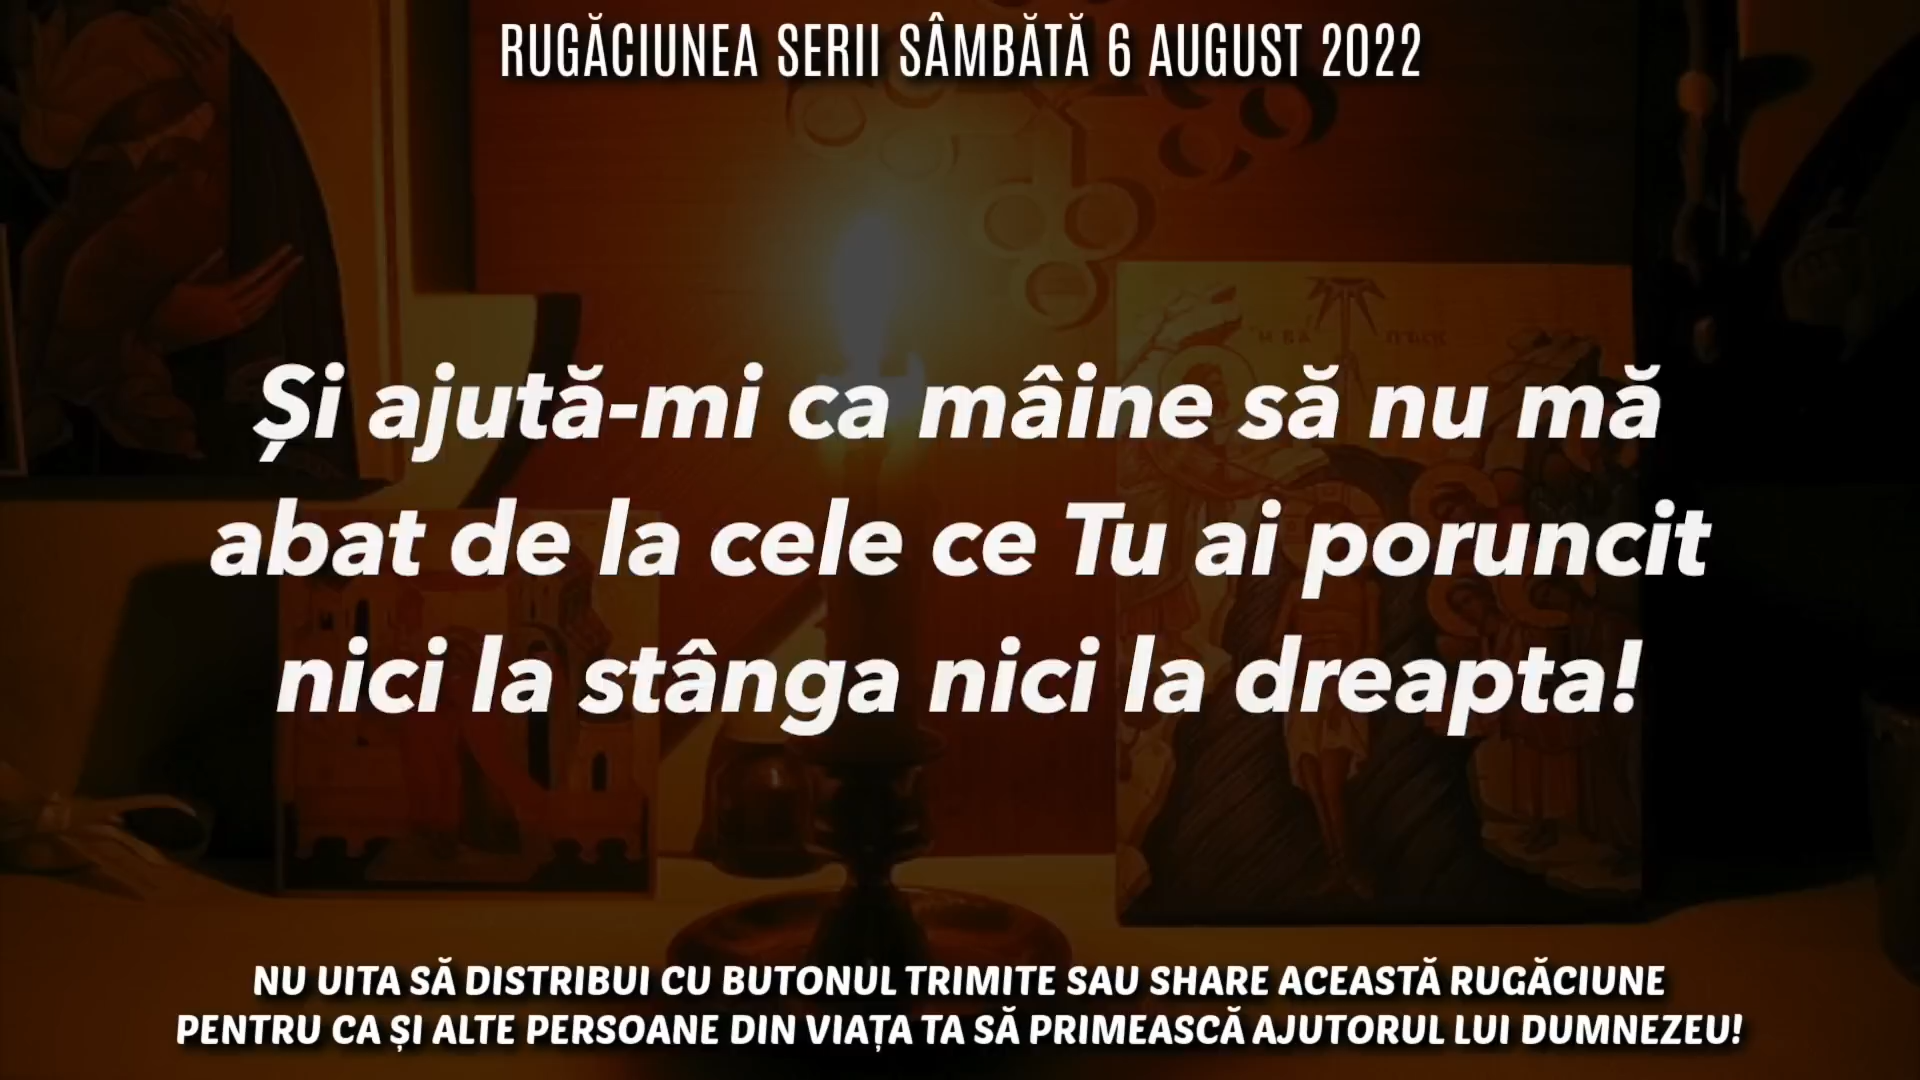 RUGĂCIUNEA SERII SÂMBĂTĂ 6 AUGUST 2022
Și ajută-mi ca mâine să nu mă
abat de la cele ce Tu ai poruncit
nici la stânga nici la dreapta!
NU UITA SĂ DISTRIBUI CU BUTONUL TRIMITE SAU SHARE ACEASTĂ RUGĂCIUNE
PENTRU CA ȘI ALTE PERSOANE DIN VIAȚA TA SĂ PRIMEASCĂ AJUTORUL LUI DUMNEZEU!